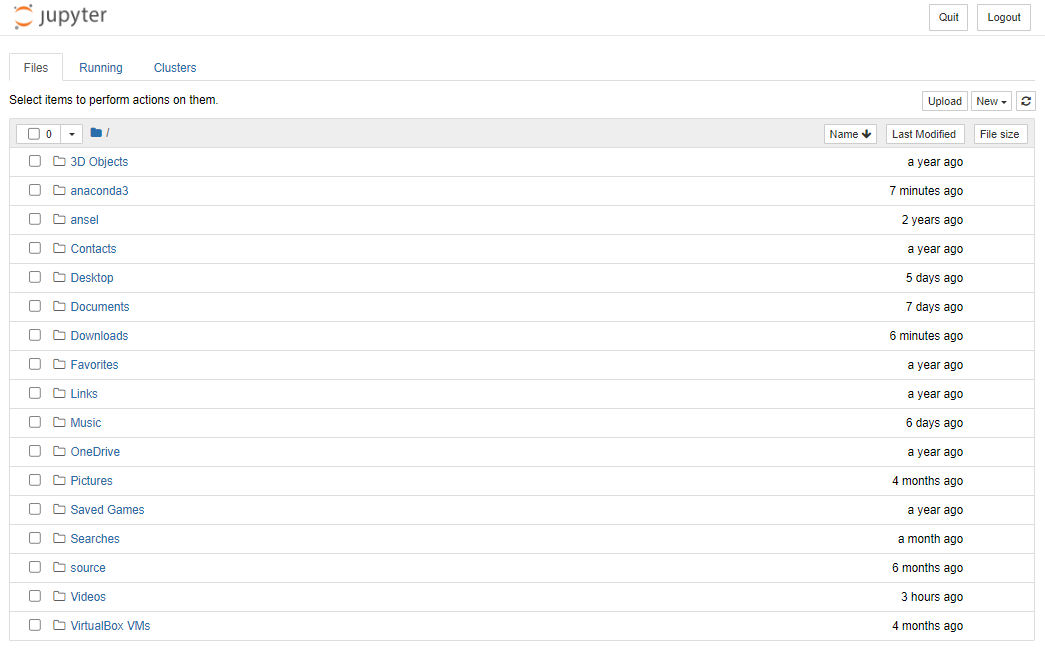 jupyter Quit Logout
Files Running Clusters
Select items to perform actions on them. Upload New
0 / Name Last Modified File size
3D Objects a year ago
anaconda3 7 minutes ago
ansel 2 years ago
Contacts a year ago
Desktop 5 days ago
Documents 7 days ago
Downloads 6 minutes ago
Favorites a year ago
Links a year ago
Music 6 days ago
OneDrive a year ago
Pictures 4 months ago
Saved Games a year ago
Searches a month ago
source 6 months ago
Videos 3 hours ago
VirtualBox VMs 4 months ago